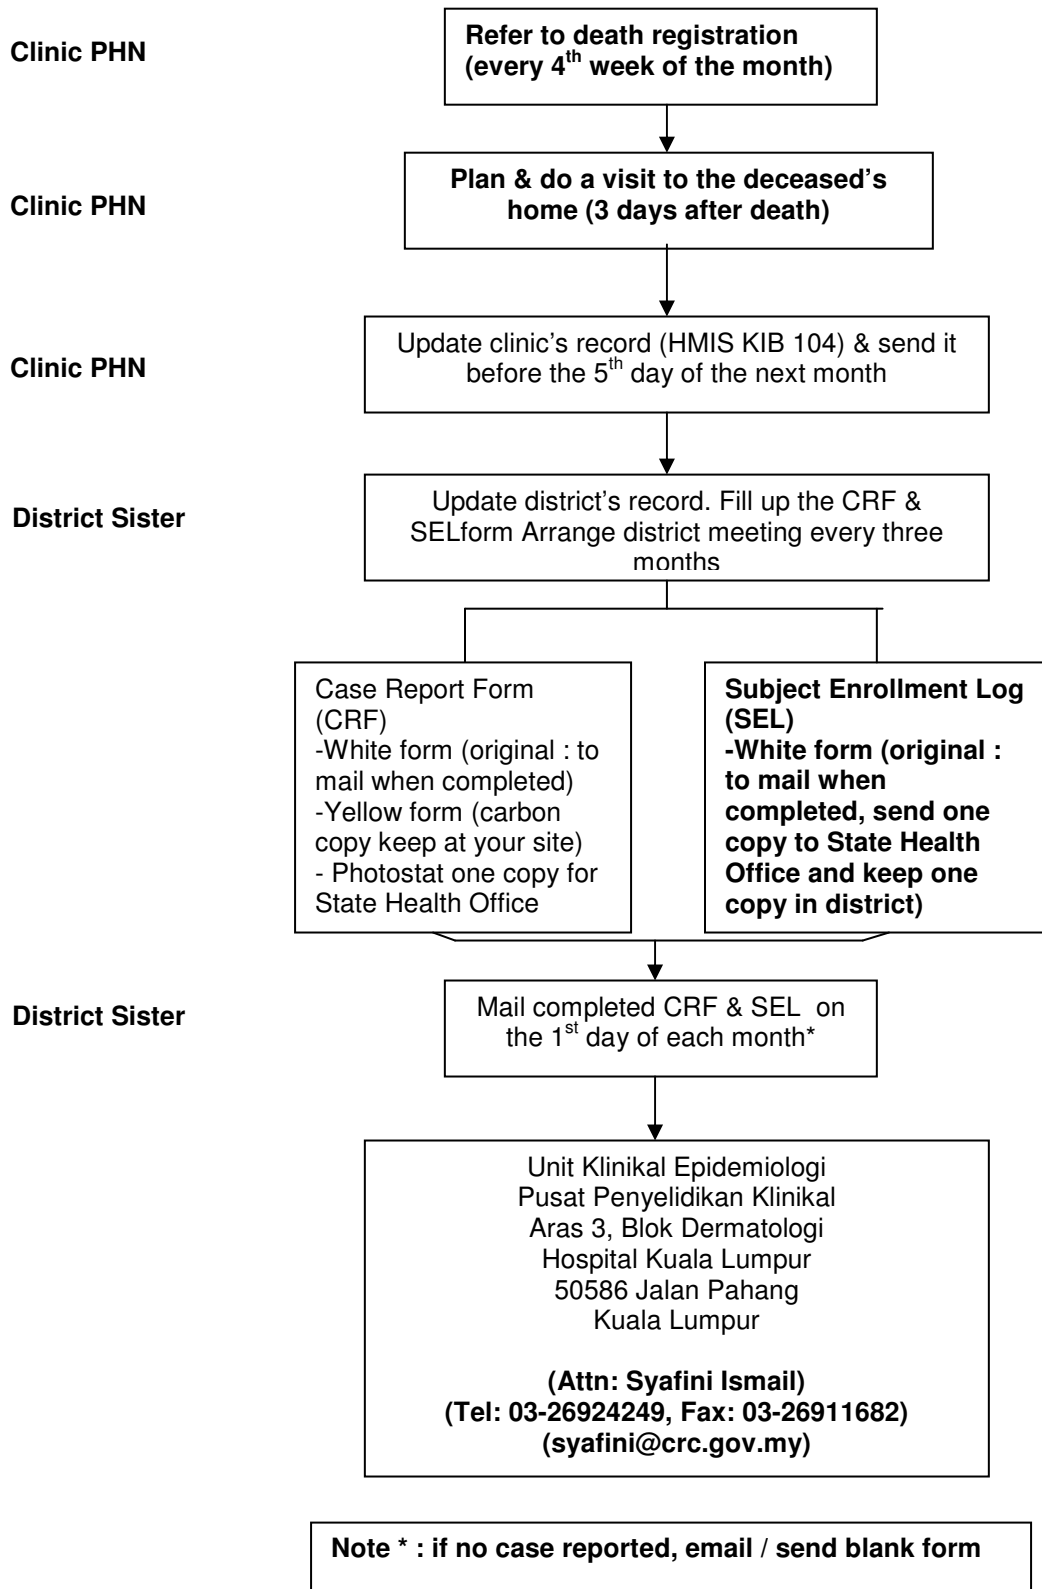 Clinic PHN
Refer to death registration
(every 4th week of the month)
Clinic PHN
Plan & do a visit to the deceased's
home (3 days after death)
Clinic PHN
Update clinic's record (HMIS KIB 104) & send it
before the 5th day of the next month
District Sister
Update district's record. Fill up the CRF &
SELform Arrange district meeting every three
months
Case Report Form
(CRF)
-White form (original : to
mail when completed)
-Yellow form (carbon
copy keep at your site)
- Photostat one copy for
State Health Office
Subject Enrollment Log
(SEL)
-White form (original :
to mail when
completed, send one
copy to State Health
Office and keep one
copy in district)
District Sister
Mail completed CRF & SEL on
the 1st day of each month*
Unit Klinikal Epidemiologi
Pusat Penyelidikan Klinikal
Aras 3, Blok Dermatologi
Hospital Kuala Lumpur
50586 Jalan Pahang
Kuala Lumpur
(Attn: Syafini Ismail)
(Tel: 03-26924249, Fax: 03-26911682)
(syafini@crc.gov.my)
Note * : if no case reported, email / send blank form